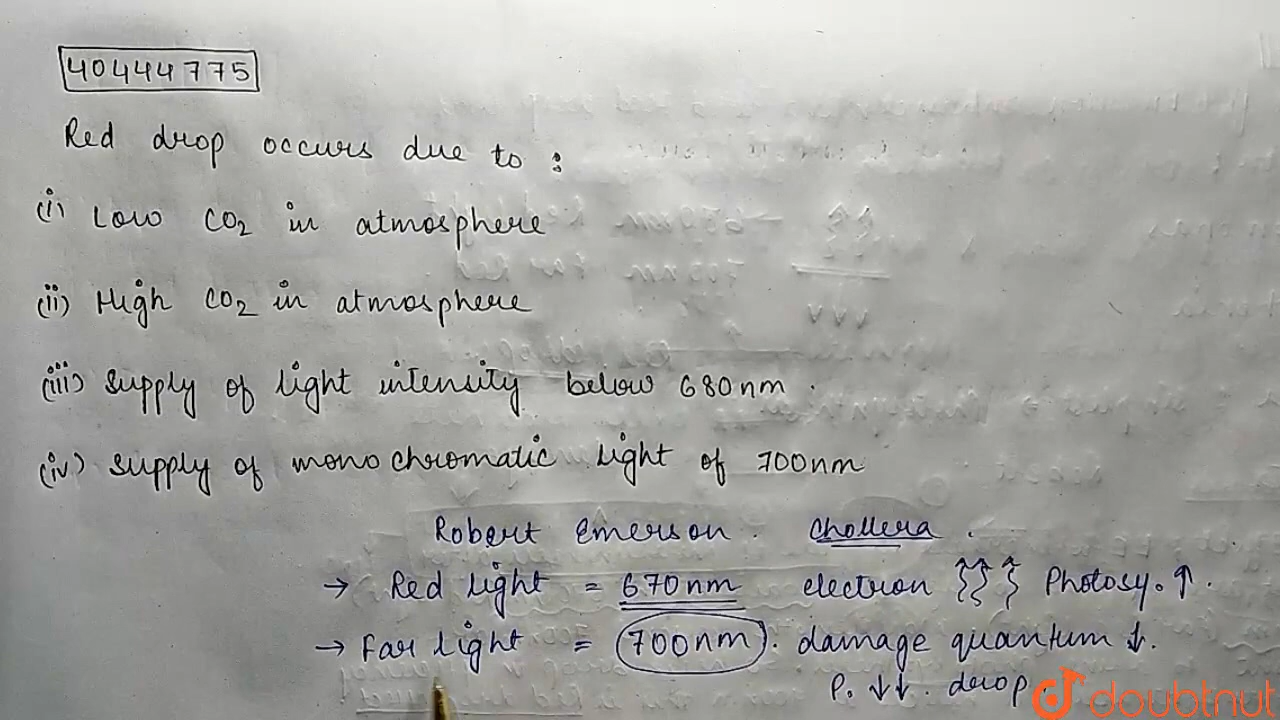 40444775
Red drop occurs due to :
(i) Low CO2 in atmosphere
(ii) High CO2 in atmosphere
(iii) Supply of light intensity below 680nm.
(iv) Supply of monochromatic light of 700nm
Robert Emerson. Chollera.
→ Red light = 670nm electron Photosy. ↑.
→ Far light = 700nm. damage quantum ↓.
P. ↓↓. drop.
doubtnut